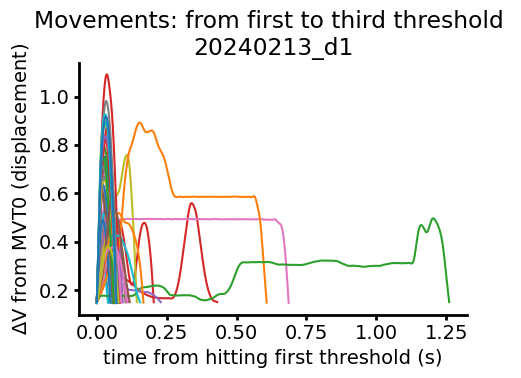 Movements: from first to third threshold
20240213_d1
ΔV from MVT0 (displacement)
1.0
0.8
0.6
0.4
0.2
0.00 0.25 0.50 0.75 1.00 1.25
time from hitting first threshold (s)